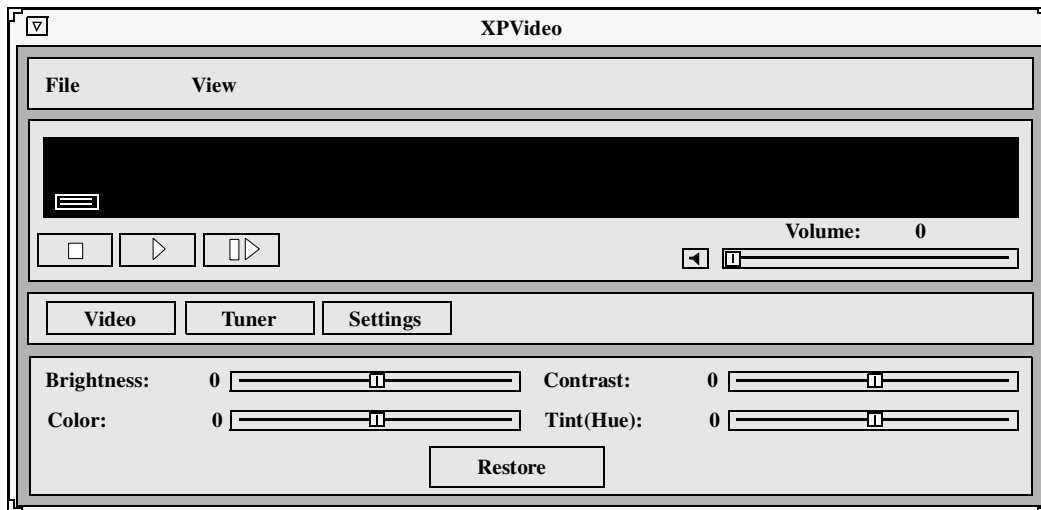 XPVideo
File View
Volume: 0
Video Tuner Settings
Brightness: 0 Contrast: 0
Color: 0 Tint(Hue): 0
Restore